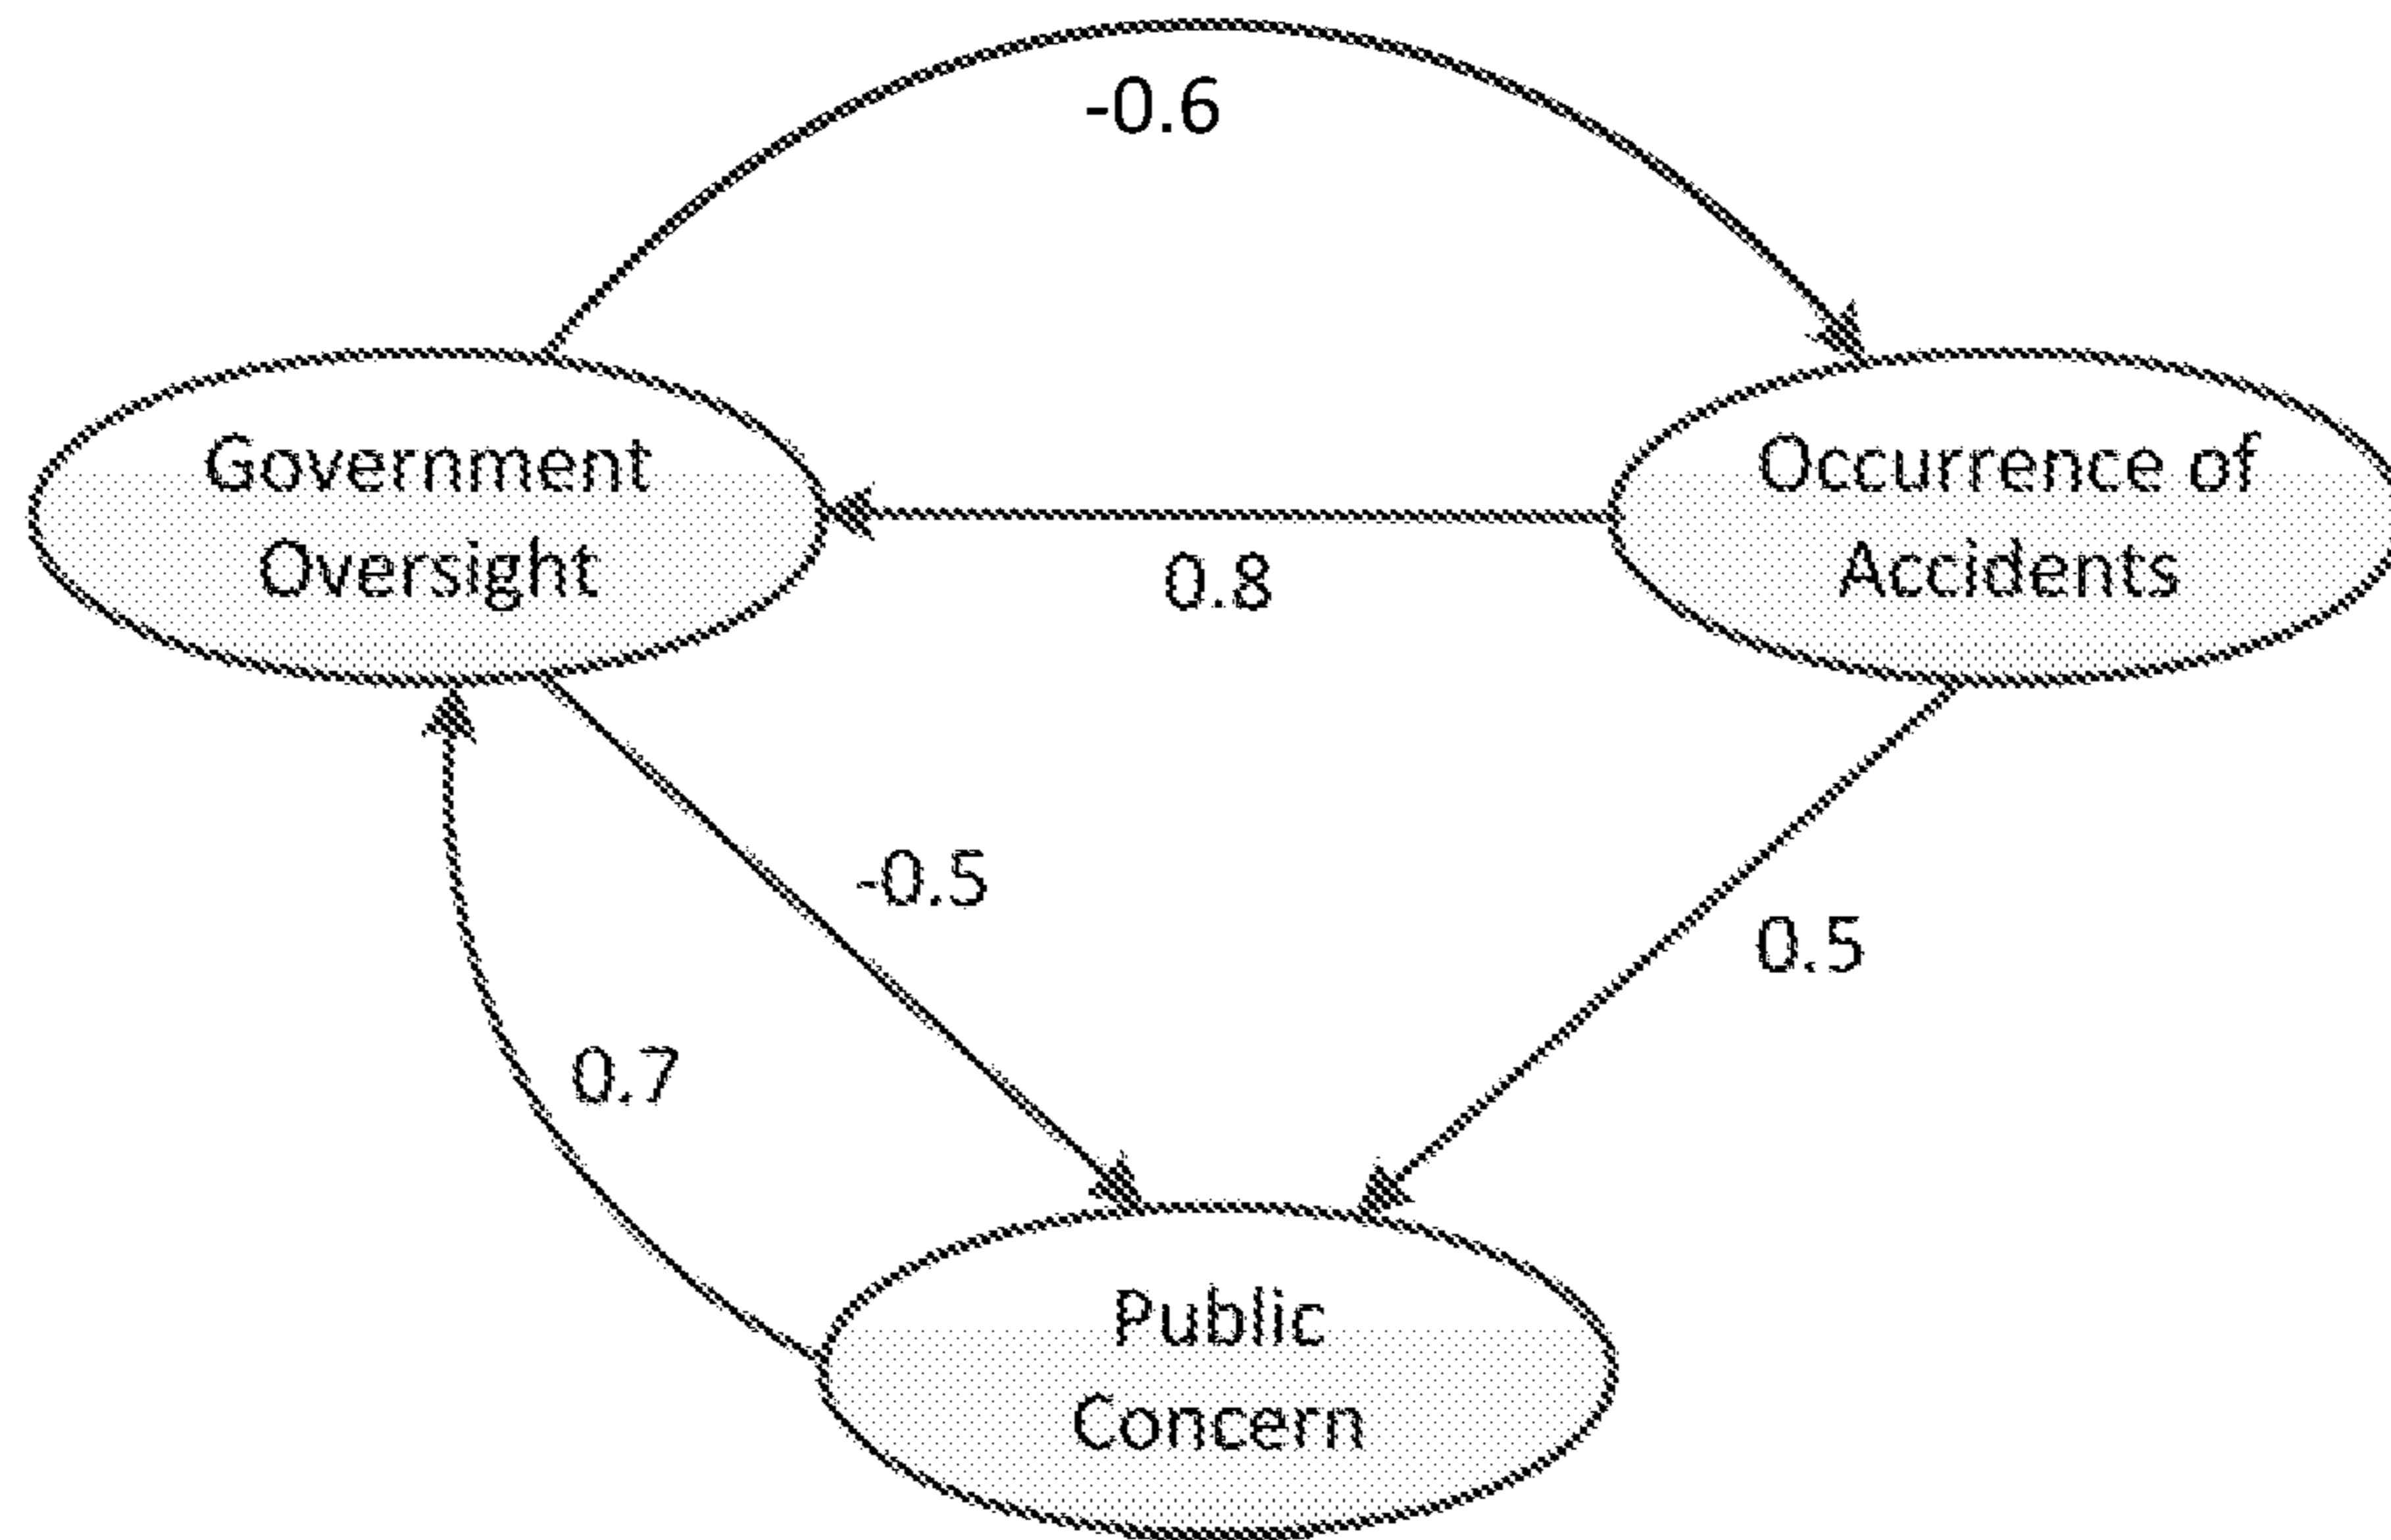 -0.6
Government
Oversight
Occurrence of
Accidents
0.8
-0.5
0.5
0.7
Public
Concern